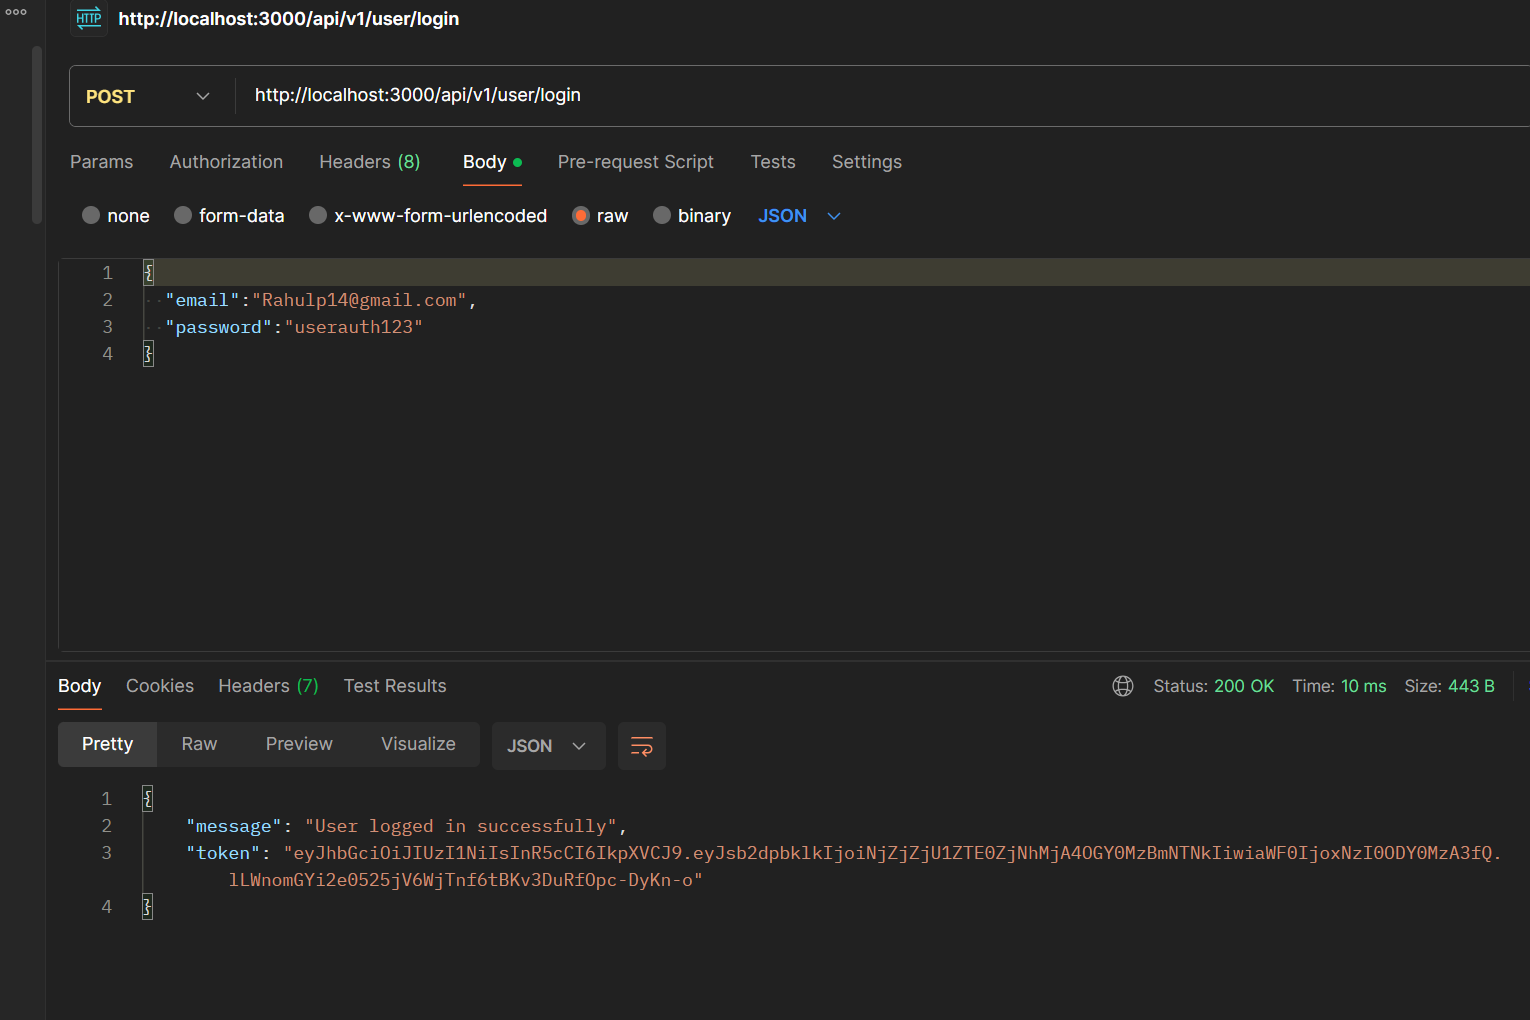 HTTP http://localhost:3000/api/v1/user/login
POST http://localhost:3000/api/v1/user/login
Params Authorization Headers (8) Body Pre-request Script Tests Settings
none form-data x-www-form-urlencoded raw binary JSON
1 {
2 "email":"Rahulp14@gmail.com",
3 "password":"userauth123"
4 }
Body Cookies Headers (7) Test Results Status: 200 OK Time: 10 ms Size: 443 B
Pretty Raw Preview Visualize JSON
1 {
2 "message": "User logged in successfully",
3 "token": "eyJhbGciOiJIUzI1NiIsInR5cCI6IkpXVCJ9.eyJsb2dpbklkIjoiNjZjZjU1ZTE0ZjNhMjA4OGY0MzBmNTNkIiwiaWF0IjoxNzI0ODY0MzA3fQ.
lLWnomGYi2e0525jV6WjTnf6tBKv3DuRfOpc-DyKn-o"
4 }